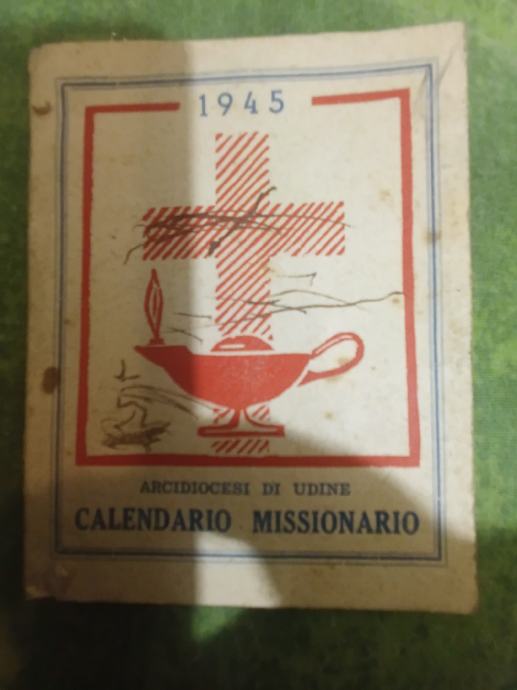 1945
ARCIDIOCESI DI UDINE
CALENDARIO MISSIONARIO